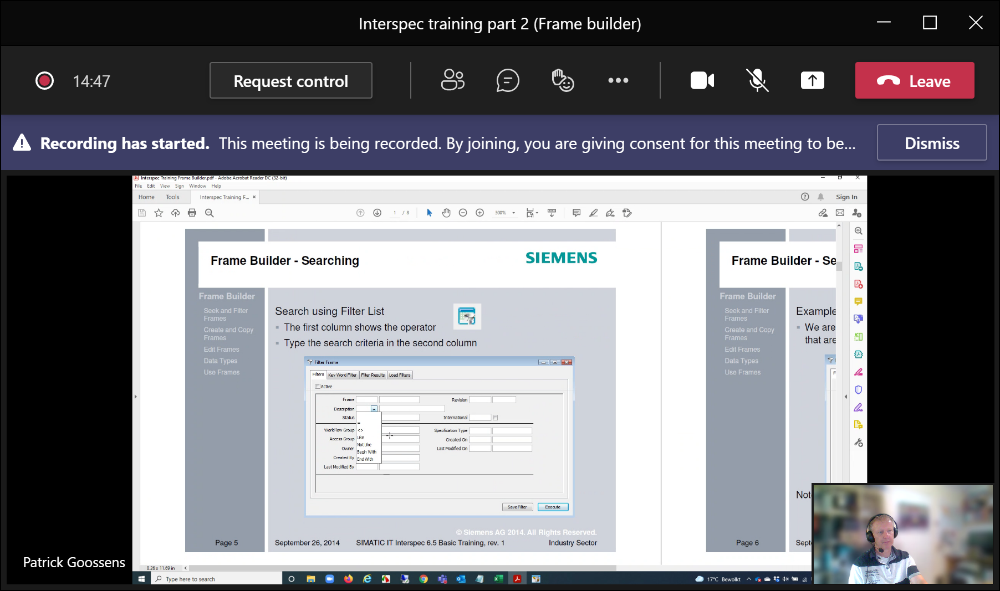 Interspec training part 2 (Frame builder)
14:47
Request control
Leave
Recording has started. This meeting is being recorded. By joining, you are giving consent for this meeting to be...
Dismiss
Interspec Training Frame Builder.pdf - Adobe Acrobat Reader DC (32-bit)
File Edit View Sign Window Help
Home Tools Interspec Training F... Sign In
1 / 8 300%
Frame Builder - Searching
SIEMENS
Frame Builder
Seek and Filter
Frames
Create and Copy
Frames
Edit Frames
Data Types
Use Frames
Search using Filter List
The first column shows the operator
Type the search criteria in the second column
Filter Frame
Filters Key Word Filter Filter Results Load Filters
Active
Frame Revision
Description
Status International
WorkFlow Group Specification Type
Access Group Created On
Owner Last Modified On
Created By
Last Modified By
=
<>
Like
Not Like
Begin With
End With
Save Filter Execute
© Siemens AG 2014. All Rights Reserved.
Page 5 September 26, 2014 SIMATIC IT Interspec 6.5 Basic Training, rev. 1 Industry Sector
Frame Builder - Se
Frame Builder
Seek and Filter
Frames
Create and Copy
Frames
Edit Frames
Data Types
Use Frames
Example
We are
that are
F
Not
Page 6 Sept
Patrick Goossens
8.26 x 11.69 in
Type here to search
17°C Bewolkt